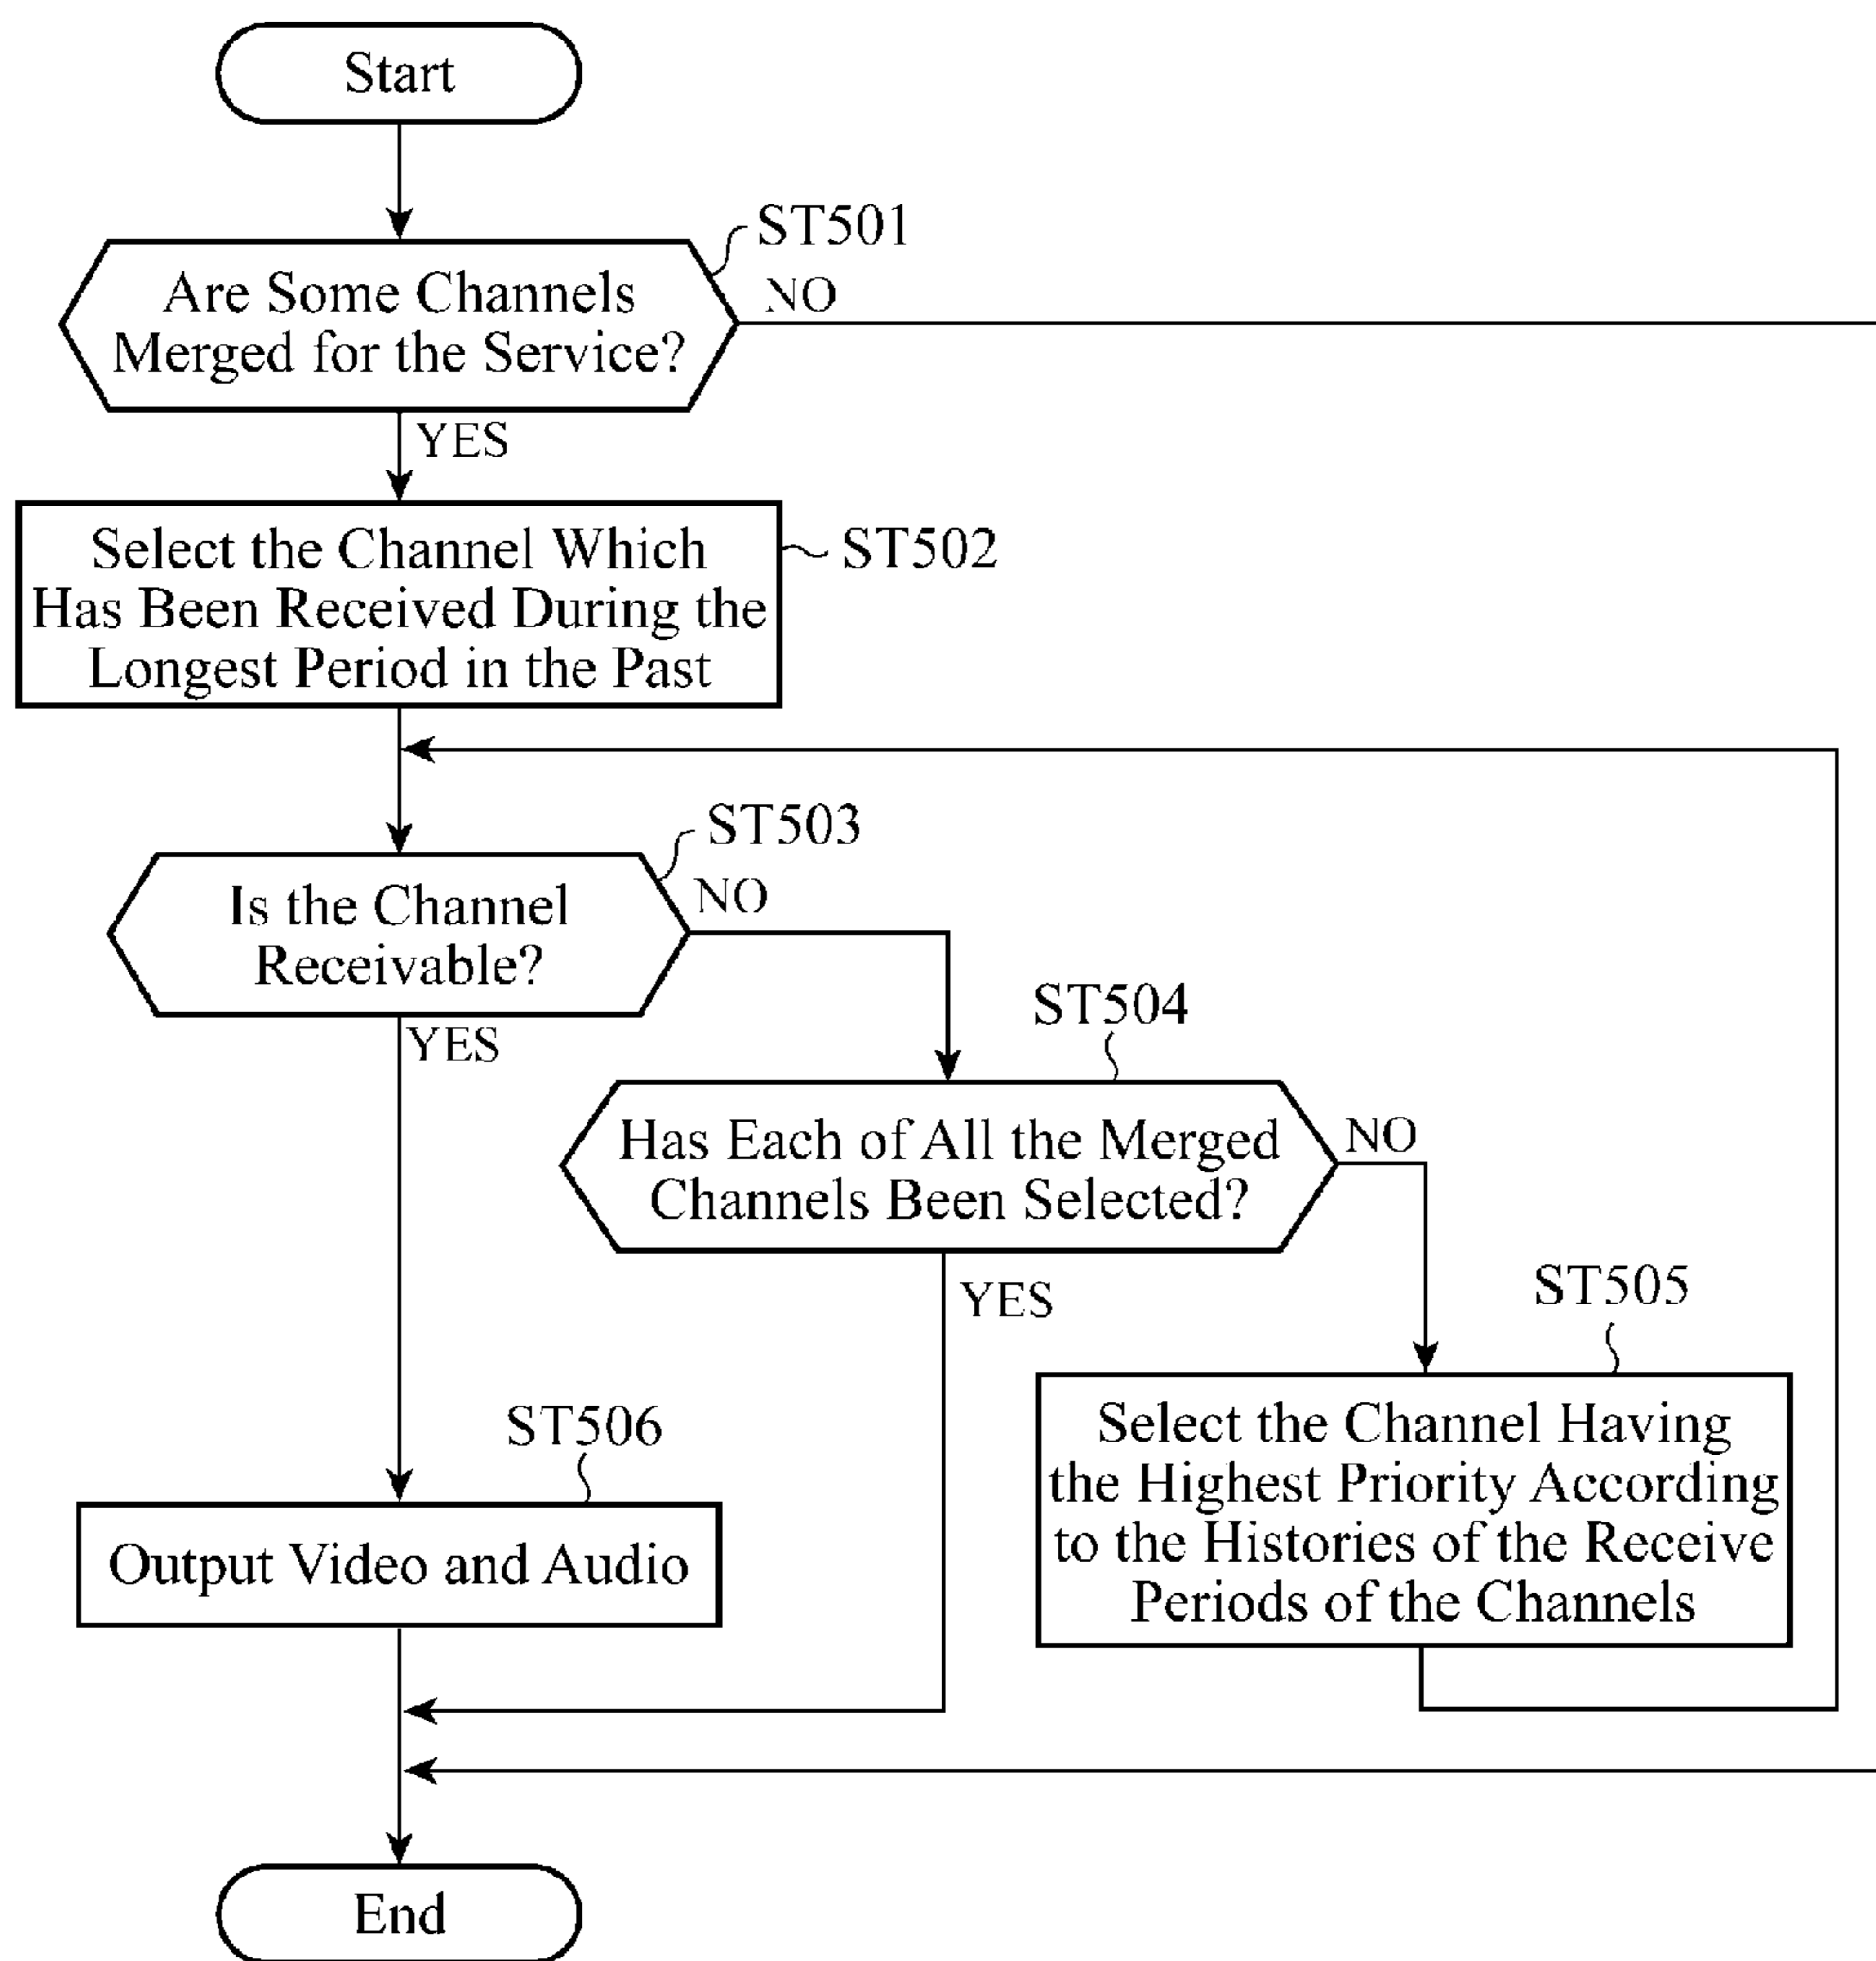 Start
ST501
Are Some Channels
Merged for the Service?
NO
YES
Select the Channel Which
Has Been Received During the
Longest Period in the Past
ST502
ST503
Is the Channel
Receivable?
NO
YES
ST504
Has Each of All the Merged
Channels Been Selected?
NO
YES
ST505
Select the Channel Having
the Highest Priority According
to the Histories of the Receive
Periods of the Channels
ST506
Output Video and Audio
End